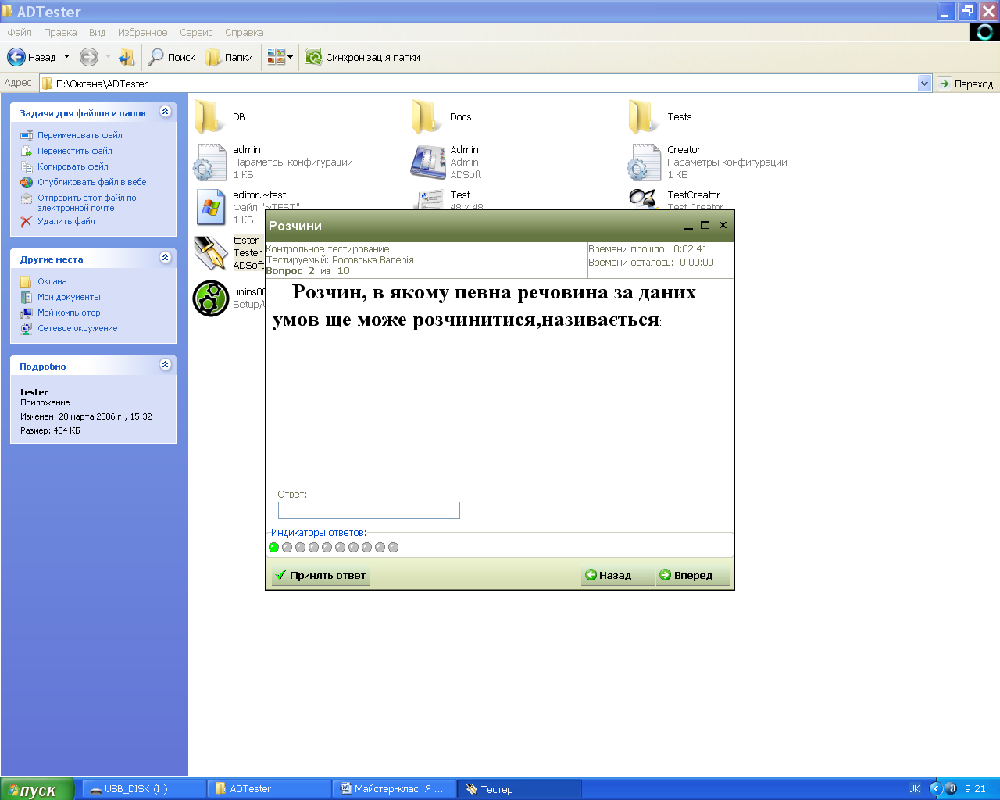 ADTester
Файл Правка Вид Избранное Сервис Справка
Назад Поиск Папки Синхронізація папки
Адрес: E:\Оксана\ADTester Переход
Задачи для файлов и папок
Переименовать файл
Переместить файл
Копировать файл
Опубликовать файл в вебе
Отправить этот файл по
электронной почте
Удалить файл
Другие места
Оксана
Мои документы
Мой компьютер
Сетевое окружение
Подробно
tester
Приложение
Изменен: 20 марта 2006 г., 15:32
Размер: 484 КБ
DB
Docs
Tests
admin
Параметры конфигурации
1 КБ
Admin
Admin
ADSoft
Creator
Параметры конфигурации
1 КБ
editor.~test
Файл "~TEST"
1 КБ
Test
48 x 48
TestCreator
Test Creator
tester
Tester
ADSoft
unins00
Setup/
Розчини
Контрольное тестирование.
Тестируемый: Росовська Валерія
Вопрос 2 из 10
Времени прошло: 0:02:41
Времени осталось: 0:00:00
Розчин, в якому певна речовина за даних
умов ще може розчинитися,називається:
Ответ:
Индикаторы ответов:
Принять ответ Назад Вперед
пуск USB_DISK (I:) ADTester Майстер-клас. Я ... Тестер UK 9:21